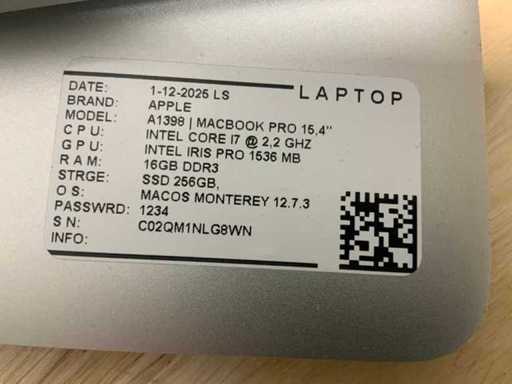 LAPTOP
DATE: 1-12-2025 LS
BRAND: APPLE
MODEL: A1398 | MACBOOK PRO 15,4"
CPU: INTEL CORE I7 @ 2,2 GHZ
GPU: INTEL IRIS PRO 1536 MB
RAM: 16GB DDR3
STRGE: SSD 256GB,
OS: MACOS MONTEREY 12.7.3
PASSWRD: 1234
SN: C02QM1NLG8WN
INFO: